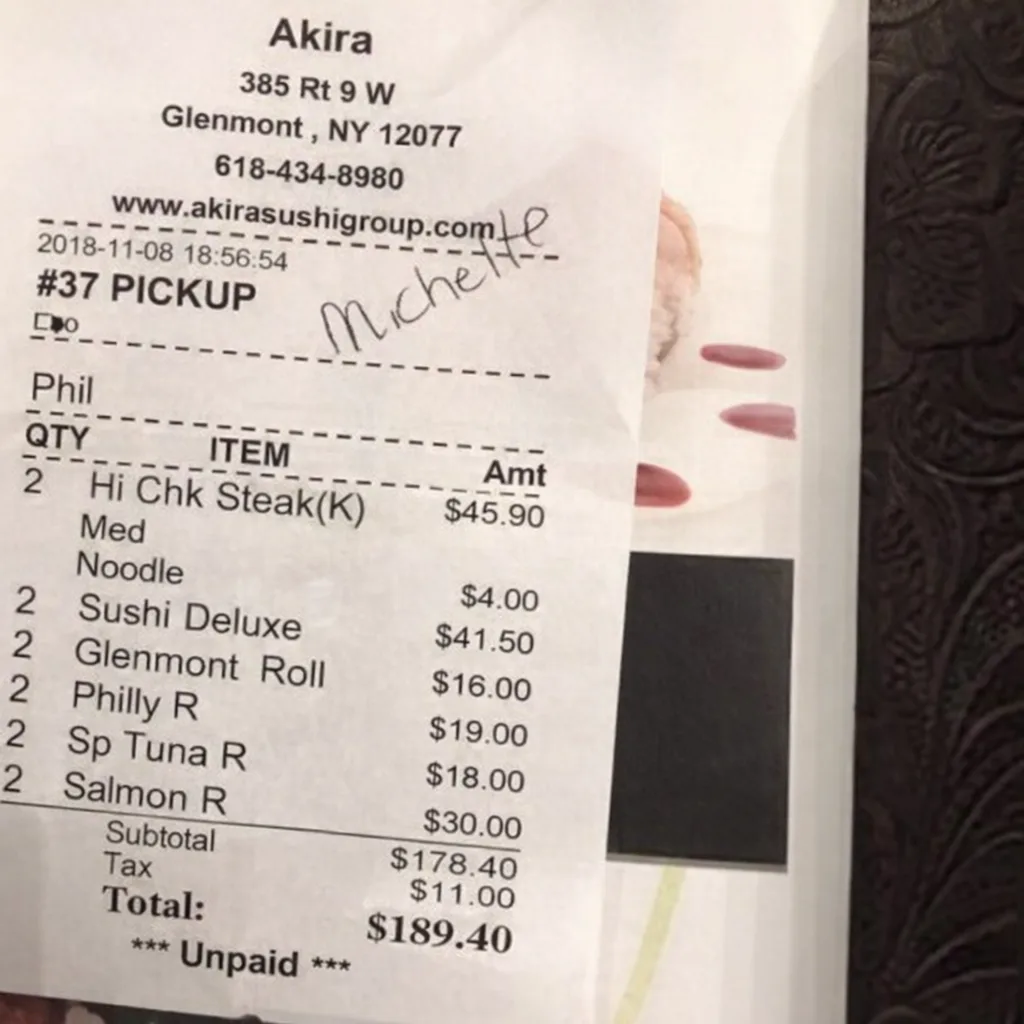 Akira
385 Rt 9 W
Glenmont , NY 12077
618-434-8980
www.akirasushigroup.com
2018-11-08 18:56:54
Michelle
#37 PICKUP
Phil
QTY ITEM Amt
2 Hi Chk Steak(K) $45.90
Med
Noodle $4.00
2 Sushi Deluxe $41.50
2 Glenmont Roll $16.00
2 Philly R $19.00
2 Sp Tuna R $18.00
2 Salmon R $30.00
Subtotal $178.40
Tax $11.00
Total: $189.40
*** Unpaid ***